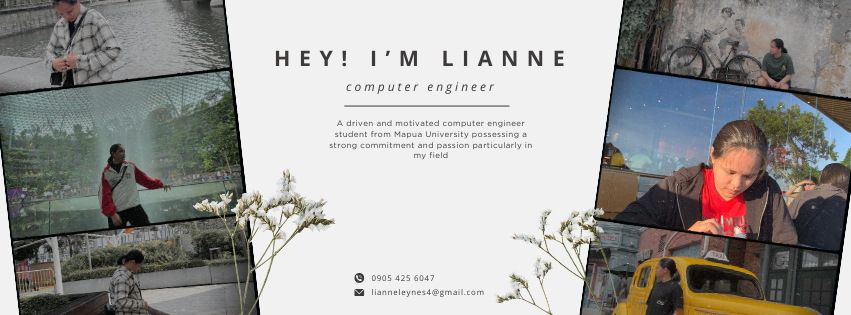 HEY! I'M LIANNE
computer engineer
A driven and motivated computer engineer
student from Mapua University possessing a
strong commitment and passion particularly in
my field
0905 425 6047
lianneleynes4@gmail.com
TAXI